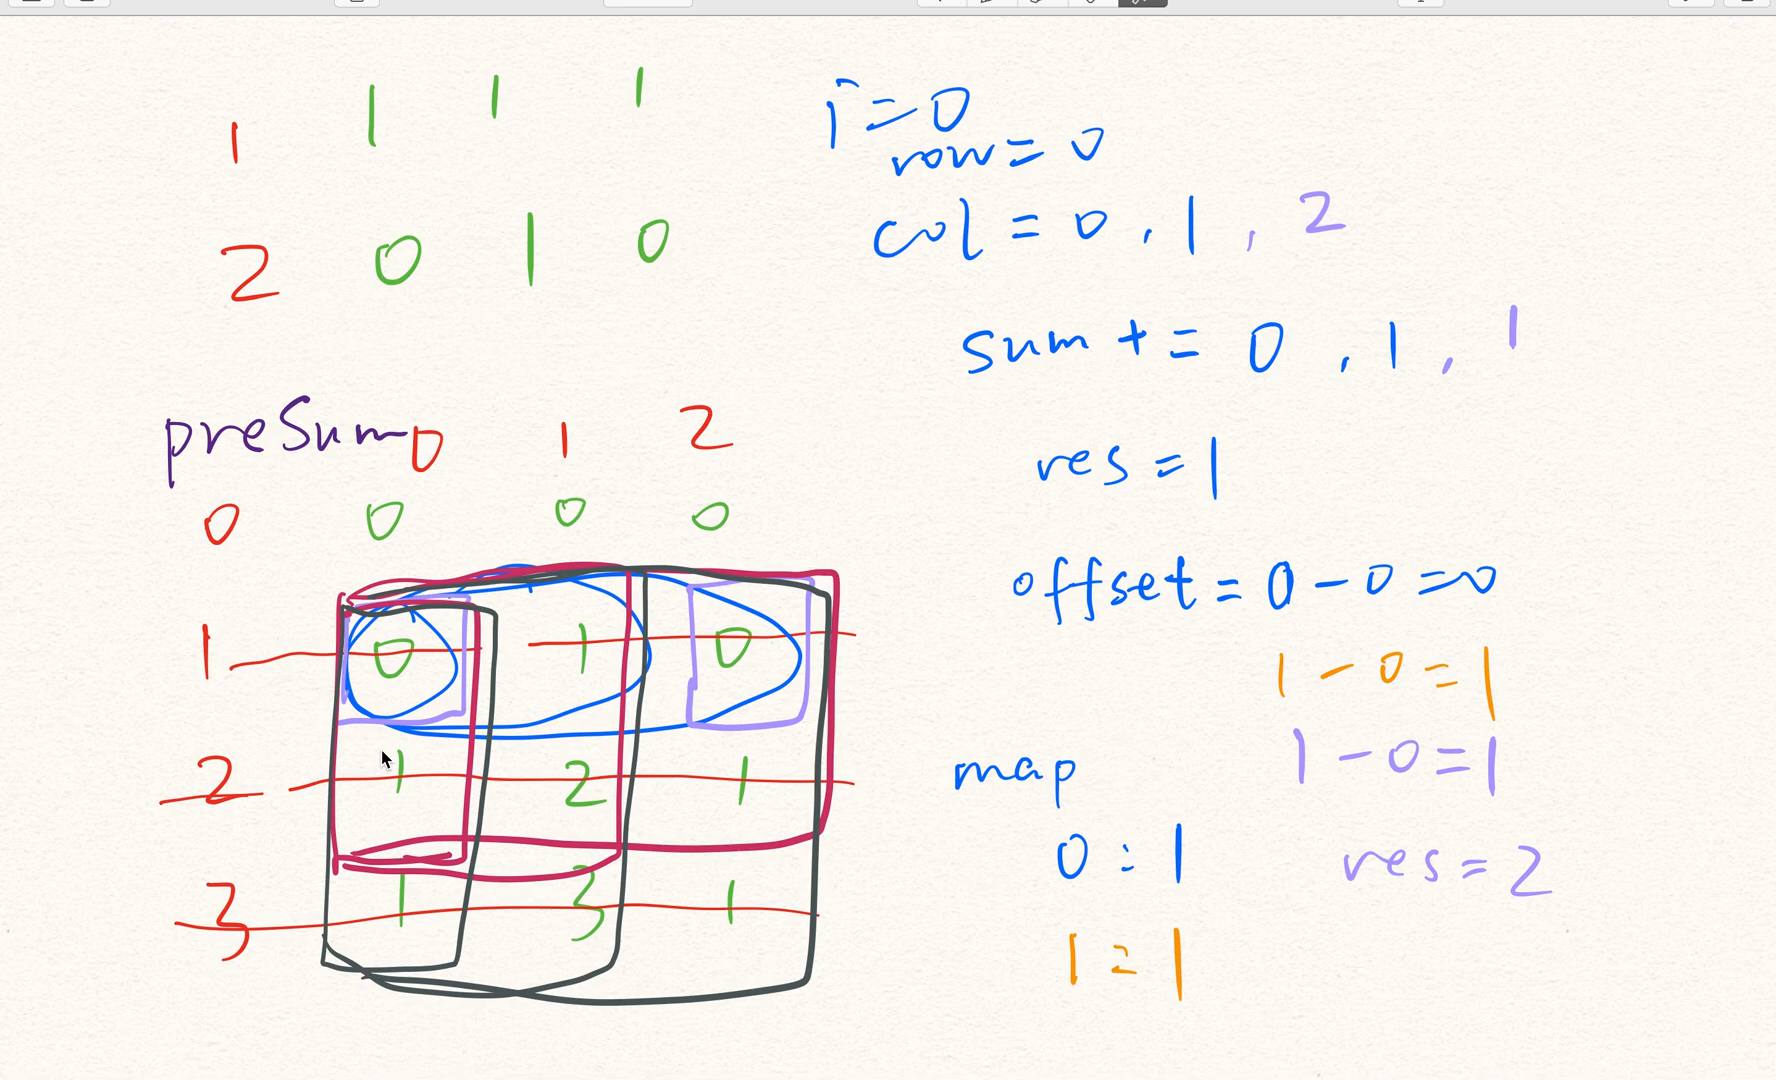 1 1 1 1
2 0 1 0
preSum 0 1 2
0 0 0 0
1 0 1 0
2 1 2 1
3 1 3 1
i=0
row=0
col=0,1,2
sum+=0,1,1
res=1
offset=0-0=0
1-0=1
1-0=1
map
0:1
res=2
1=1